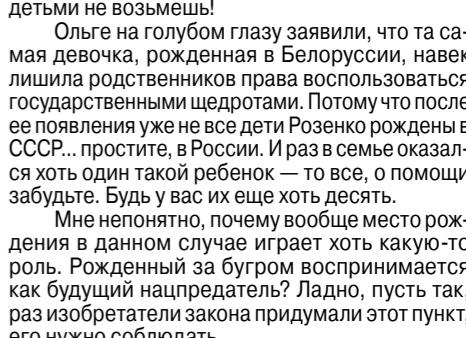 детьми не возьмешь!
Ольге на голубом глазу заявили, что та са-
мая девочка, рожденная в Белоруссии, навек
лишила родственников права воспользоваться
государственными щедротами. Потому что после
ее появления уже не все дети Розенко рождены в
СССР... простите, в России. И раз в семье оказал-
ся хоть один такой ребенок — то все, о помощи
забудьте. Будь у вас их еще хоть десять.
Мне непонятно, почему вообще место рож-
дения в данном случае играет хоть какую-то
роль. Рожденный за бугром воспринимается
как будущий нацпредатель? Ладно, пусть так,
раз изобретатели закона придумали этот пункт,
его нужно соблюдать